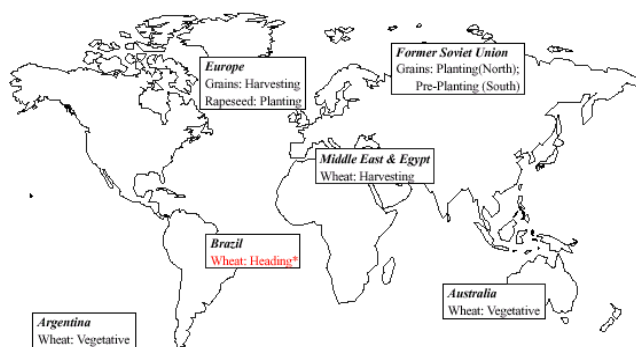 Europe
Grains: Harvesting
Rapeseed: Planting
Former Soviet Union
Grains: Planting(North);
Pre-Planting (South)
Middle East & Egypt
Wheat: Harvesting
Brazil
Wheat: Heading*
Australia
Wheat: Vegetative
Argentina
Wheat: Vegetative